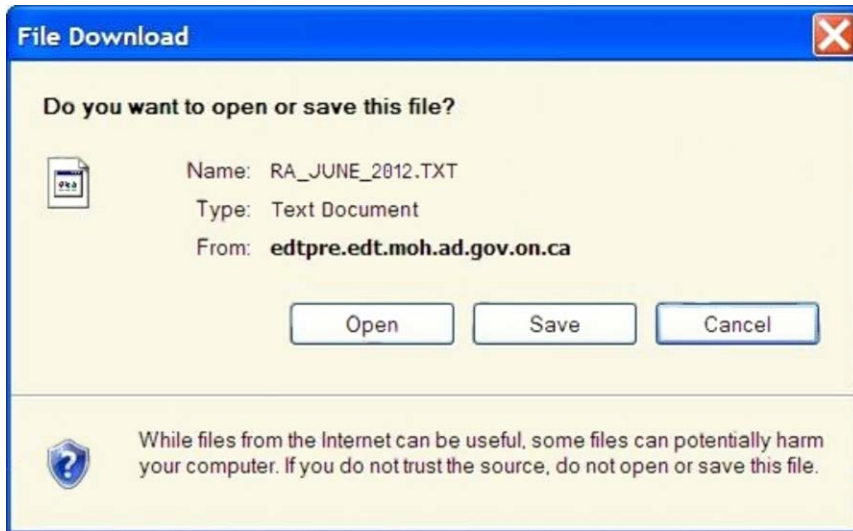 File Download
Do you want to open or save this file?
Name: RA_JUNE_2012.TXT
Type: Text Document
From: edtpre.edt.moh.ad.gov.on.ca
Open Save Cancel
While files from the Internet can be useful, some files can potentially harm
your computer. If you do not trust the source, do not open or save this file.